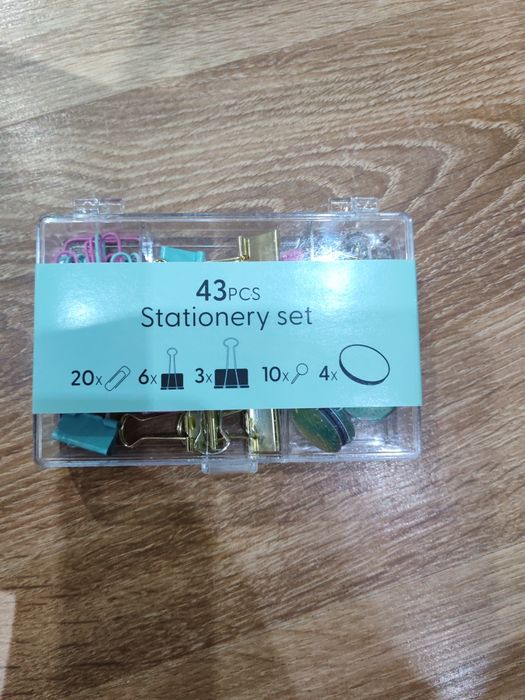 43PCS
Stationery set
20x 6x 3x 10x 4x